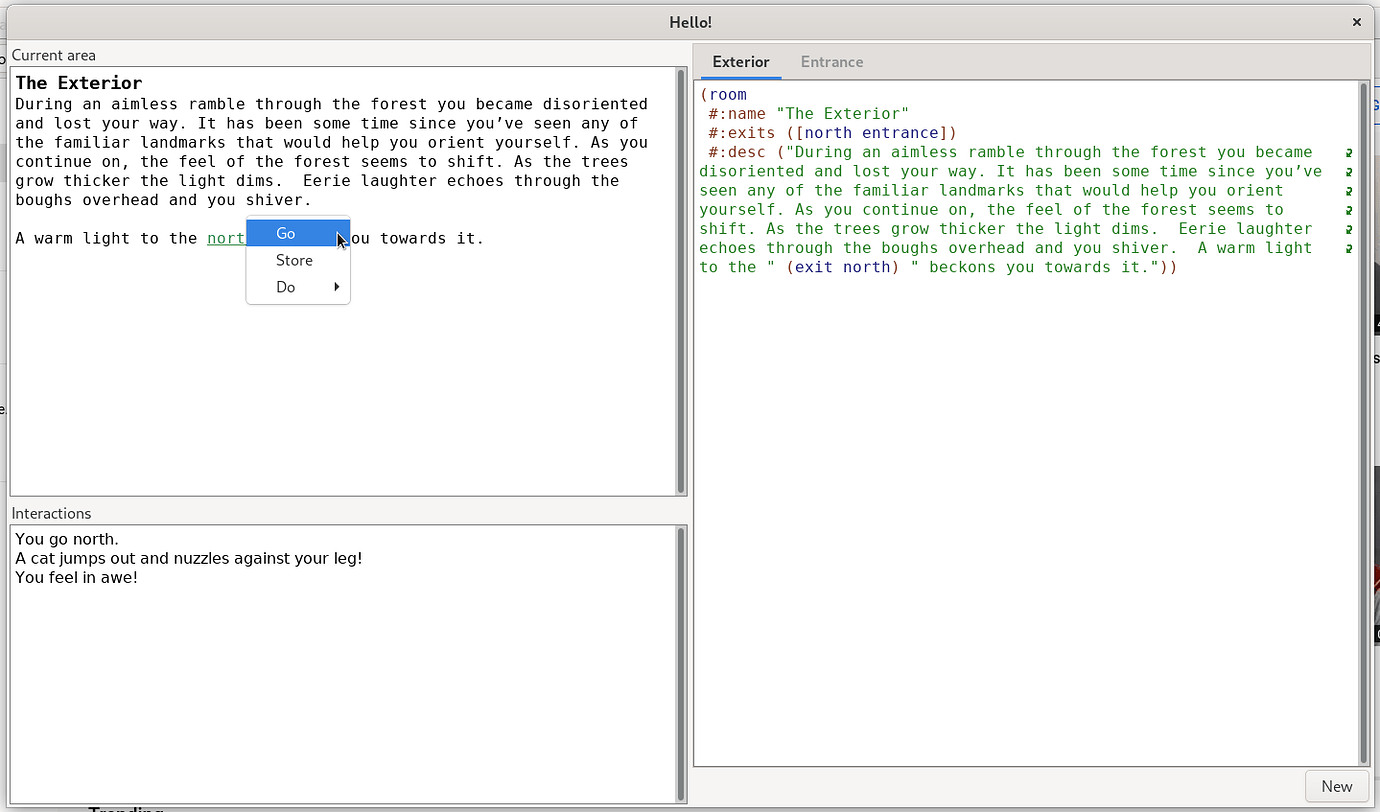 Hello!
Current area
The Exterior
During an aimless ramble through the forest you became disoriented
and lost your way. It has been some time since you’ve seen any of
the familiar landmarks that would help you orient yourself. As you
continue on, the feel of the forest seems to shift. As the trees
grow thicker the light dims.  Eerie laughter echoes through the
boughs overhead and you shiver.
A warm light to the nort ou towards it.
Go
Store
Do
Interactions
You go north.
A cat jumps out and nuzzles against your leg!
You feel in awe!
Exterior Entrance
(room
#:name "The Exterior"
#:exits ([north entrance])
#:desc ("During an aimless ramble through the forest you became
disoriented and lost your way. It has been some time since you’ve
seen any of the familiar landmarks that would help you orient
yourself. As you continue on, the feel of the forest seems to
shift. As the trees grow thicker the light dims.  Eerie laughter
echoes through the boughs overhead and you shiver.  A warm light
to the " (exit north) " beckons you towards it."))
New